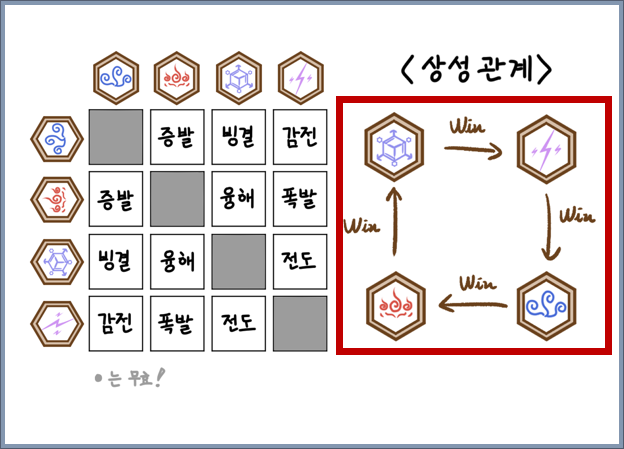 <상성 관계>
증발 빙결 감전
증발 융해 폭발
빙결 융해 전도
감전 폭발 전도
●는 무효!
Win
Win
Win
Win